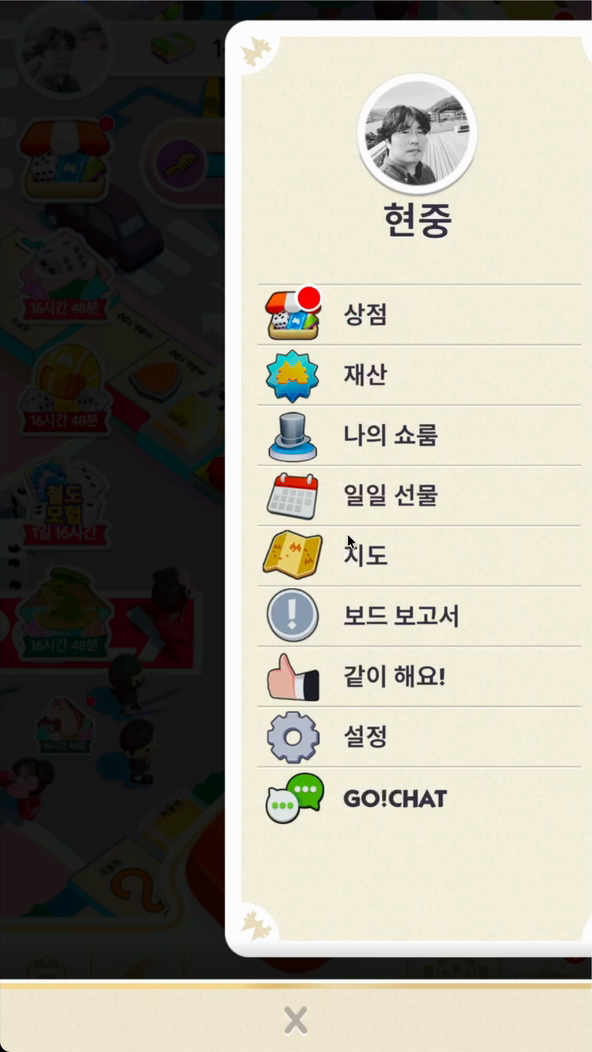 현중
상점
재산
나의 쇼룸
일일 선물
지도
보드 보고서
같이 해요!
설정
GO!CHAT
16시간 48분
16시간 48분
철도
모험
1일 16시간
16시간 48분
X